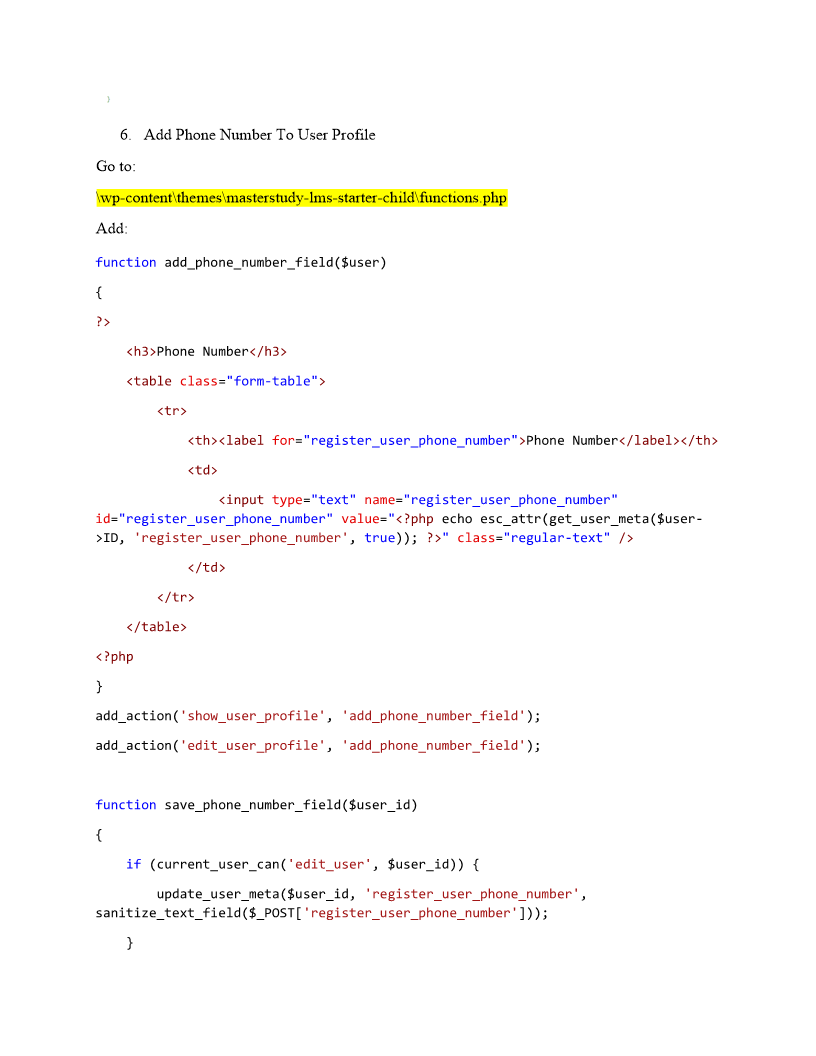 }
6. Add Phone Number To User Profile
Go to:
\wp-content\themes\masterstudy-lms-starter-child\functions.php
Add:
function add_phone_number_field($user)
{
?>
<h3>Phone Number</h3>
<table class="form-table">
<tr>
<th><label for="register_user_phone_number">Phone Number</label></th>
<td>
<input type="text" name="register_user_phone_number"
id="register_user_phone_number" value="<?php echo esc_attr(get_user_meta($user-
>ID, 'register_user_phone_number', true)); ?>" class="regular-text" />
</td>
</tr>
</table>
<?php
}
add_action('show_user_profile', 'add_phone_number_field');
add_action('edit_user_profile', 'add_phone_number_field');
function save_phone_number_field($user_id)
{
if (current_user_can('edit_user', $user_id)) {
update_user_meta($user_id, 'register_user_phone_number',
sanitize_text_field($_POST['register_user_phone_number']));
}